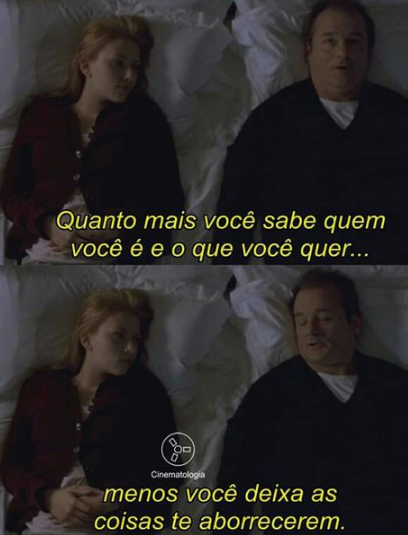 Quanto mais você sabe quem
você é e o que você quer...
Cinematologia
menos você deixa as
coisas te aborrecerem.